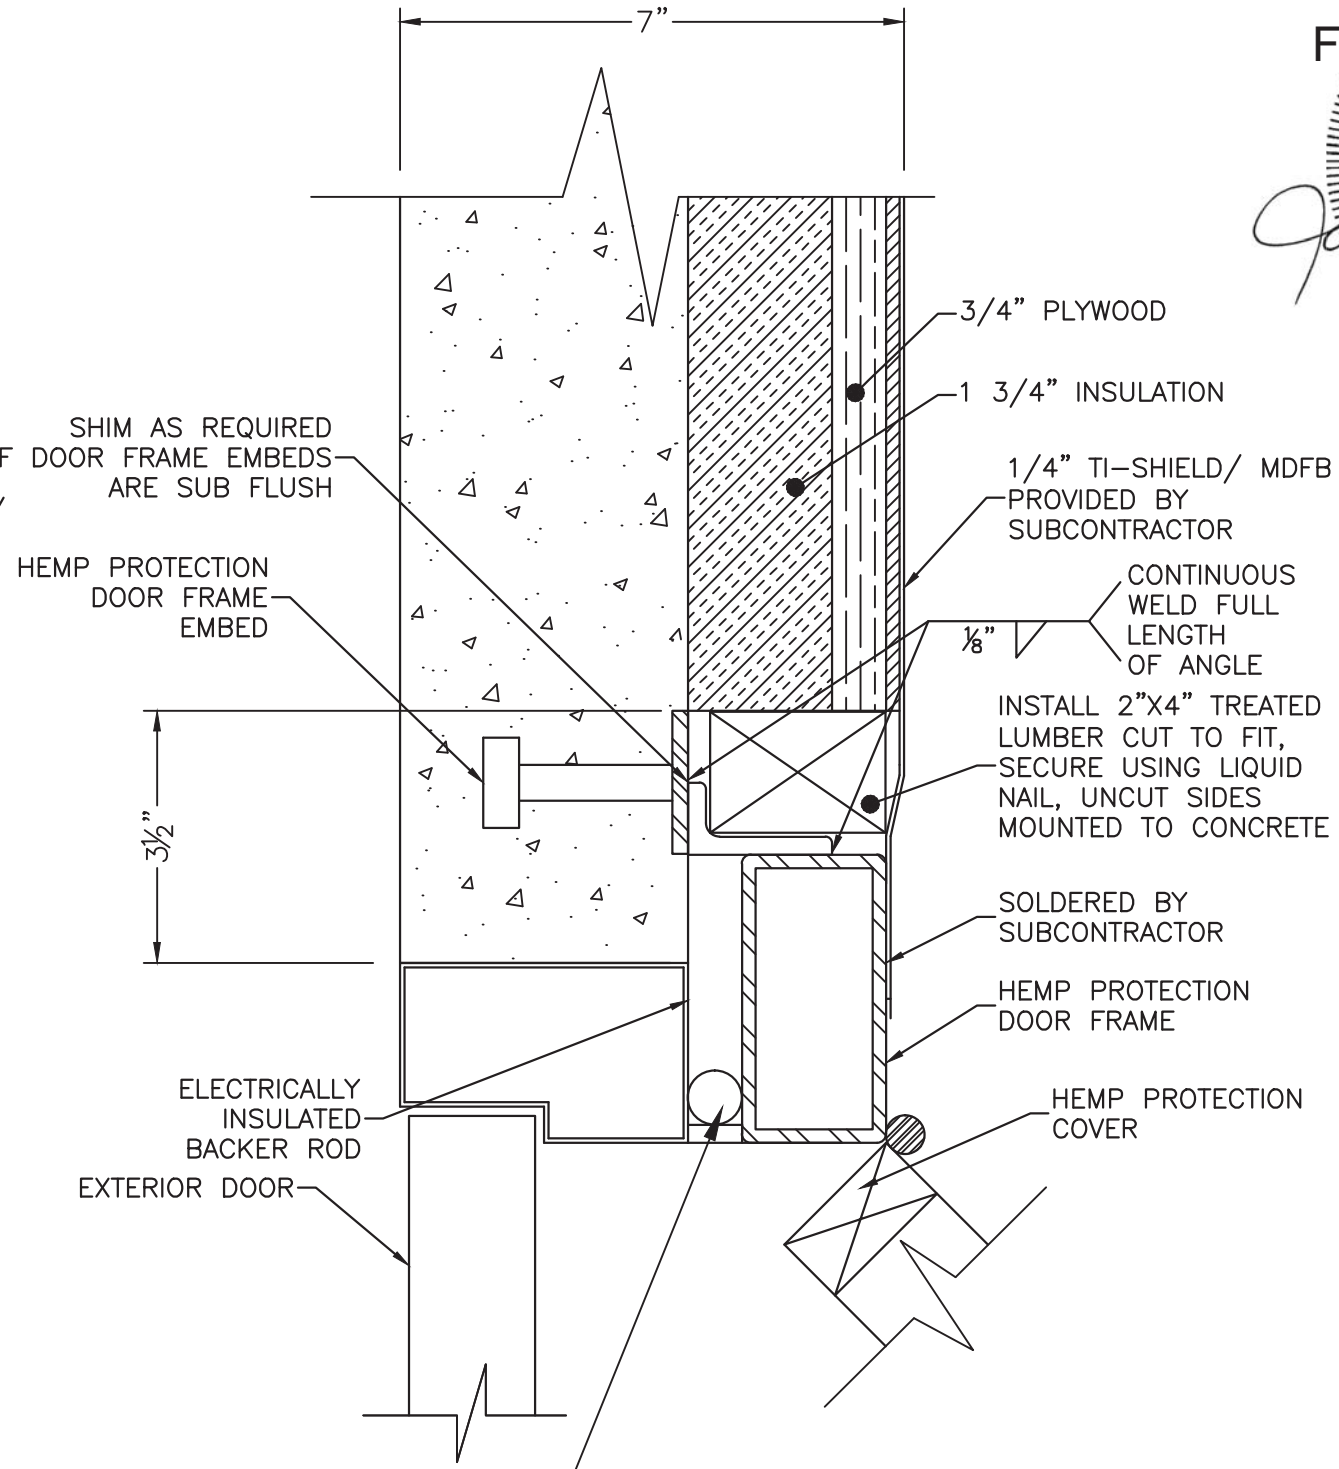 7"
F
3/4" PLYWOOD
1 3/4" INSULATION
SHIM AS REQUIRED
F DOOR FRAME EMBEDS
ARE SUB FLUSH
1/4" TI-SHIELD/ MDFB
PROVIDED BY
SUBCONTRACTOR
HEMP PROTECTION
DOOR FRAME
EMBED
CONTINUOUS
WELD FULL
LENGTH
OF ANGLE
1/8"
INSTALL 2"X4" TREATED
LUMBER CUT TO FIT,
SECURE USING LIQUID
NAIL, UNCUT SIDES
MOUNTED TO CONCRETE
3 1/2"
SOLDERED BY
SUBCONTRACTOR
HEMP PROTECTION
DOOR FRAME
ELECTRICALLY
INSULATED
BACKER ROD
HEMP PROTECTION
COVER
EXTERIOR DOOR